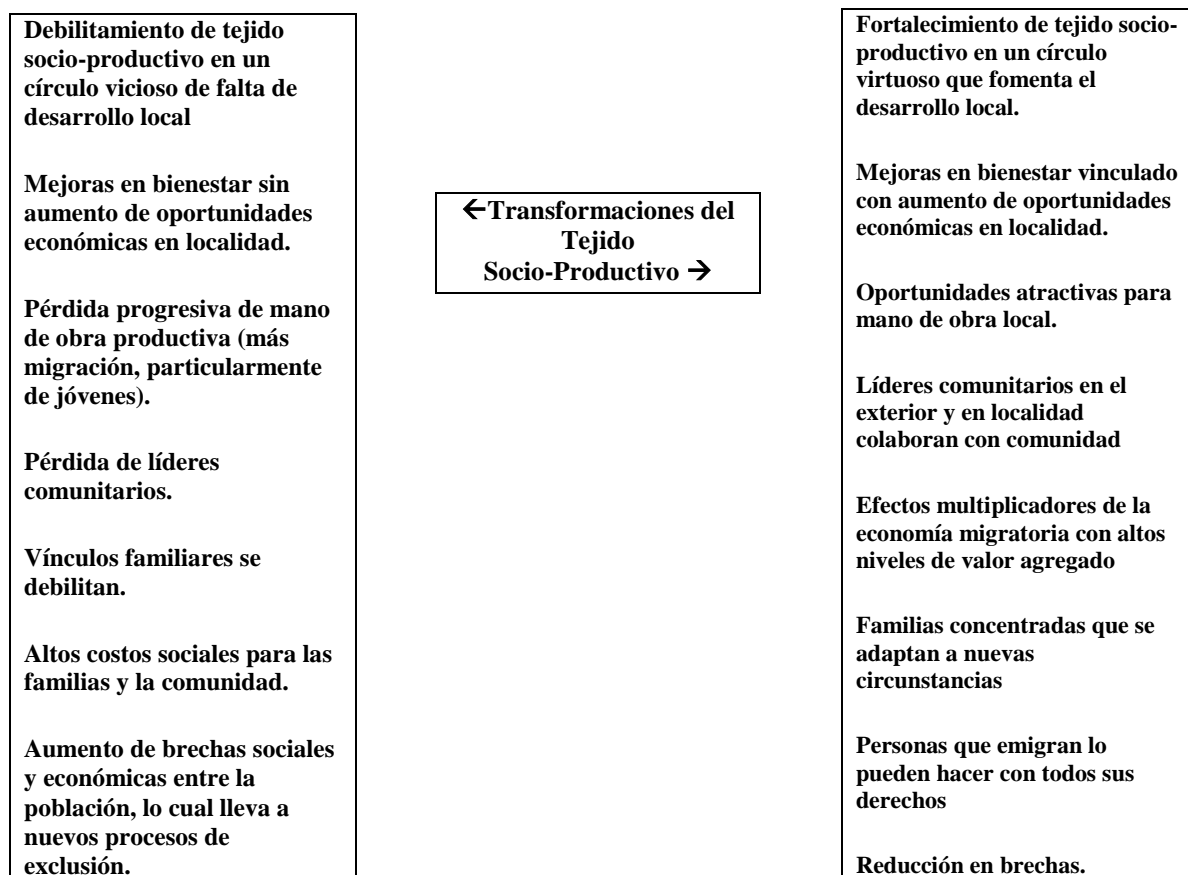 Debilitamiento de tejido
socio-productivo en un
círculo vicioso de falta de
desarrollo local
Mejoras en bienestar sin
aumento de oportunidades
económicas en localidad.
Pérdida progresiva de mano
de obra productiva (más
migración, particularmente
de jóvenes).
Pérdida de líderes
comunitarios.
Vínculos familiares se
debilitan.
Altos costos sociales para las
familias y la comunidad.
Aumento de brechas sociales
y económicas entre la
población, lo cual lleva a
nuevos procesos de
exclusión.
←Transformaciones del
Tejido
Socio-Productivo →
Fortalecimiento de tejido socio-
productivo en un círculo
virtuoso que fomenta el
desarrollo local.
Mejoras en bienestar vinculado
con aumento de oportunidades
económicas en localidad.
Oportunidades atractivas para
mano de obra local.
Líderes comunitarios en el
exterior y en localidad
colaboran con comunidad
Efectos multiplicadores de la
economía migratoria con altos
niveles de valor agregado
Familias concentradas que se
adaptan a nuevas
circunstancias
Personas que emigran lo
pueden hacer con todos sus
derechos
Reducción en brechas.